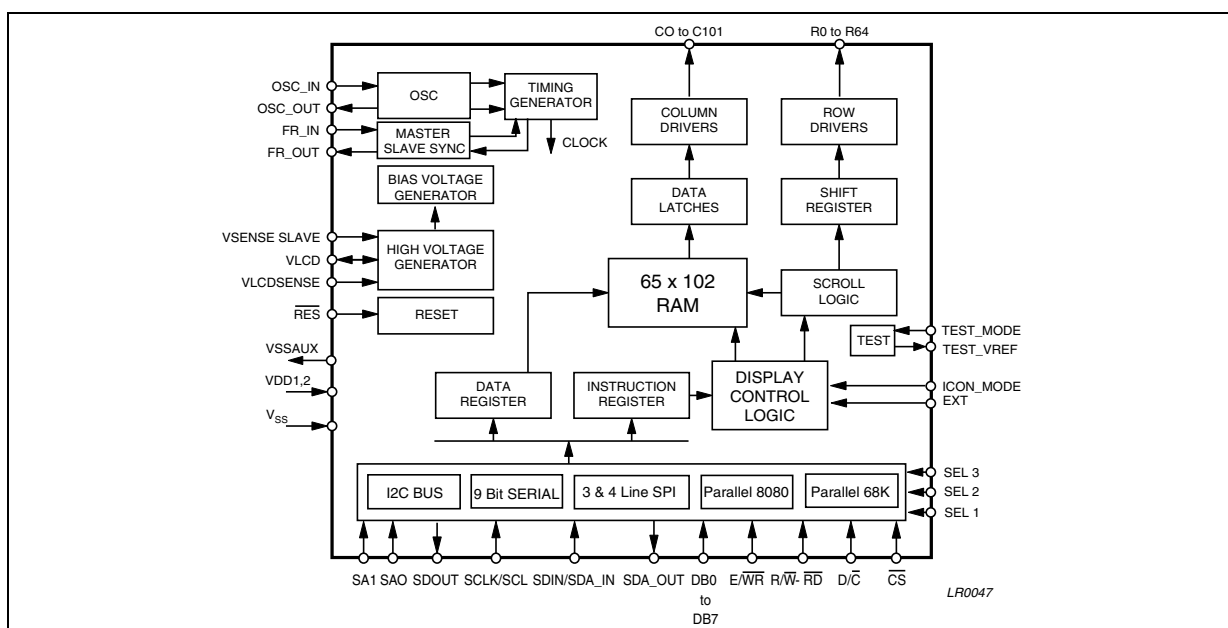 CO to C101
R0 to R64
OSC_IN
OSC_OUT
FR_IN
FR_OUT
OSC
TIMING
GENERATOR
MASTER
SLAVE SYNC
CLOCK
BIAS VOLTAGE
GENERATOR
COLUMN
DRIVERS
ROW
DRIVERS
DATA
LATCHES
SHIFT
REGISTER
VSENSE SLAVE
VLCD
VLCDSENSE
HIGH VOLTAGE
GENERATOR
65 x 102
RAM
SCROLL
LOGIC
R̅E̅S̅
RESET
TEST
TEST_MODE
TEST_VREF
VSSAUX
VDD1,2
VSS
DATA
REGISTER
INSTRUCTION
REGISTER
DISPLAY
CONTROL
LOGIC
ICON_MODE
EXT
I2C BUS
9 Bit SERIAL
3 & 4 Line SPI
Parallel 8080
Parallel 68K
SEL 3
SEL 2
SEL 1
SA1
SAO
SDOUT
SCLK/SCL
SDIN/SDA_IN
SDA_OUT
DB0
to
DB7
E/W̅R̅
R/W̅- R̅D̅
D/C̅
C̅S̅
LR0047